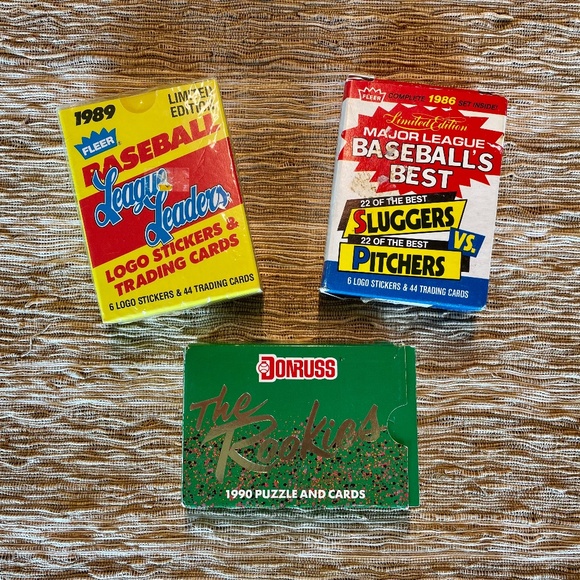 1989
LIMITED
EDITION
FLEER
BASEBALL
League
Leaders
LOGO STICKERS &
TRADING CARDS
6 LOGO STICKERS & 44 TRADING CARDS
FLEER COMPLETE 1986 SET INSIDE!
Limited Edition
MAJOR LEAGUE
BASEBALL'S
BEST
22 OF THE BEST
SLUGGERS
VS.
22 OF THE BEST
PITCHERS
6 LOGO STICKERS & 44 TRADING CARDS
DONRUSS
The
Rookies
1990 PUZZLE AND CARDS